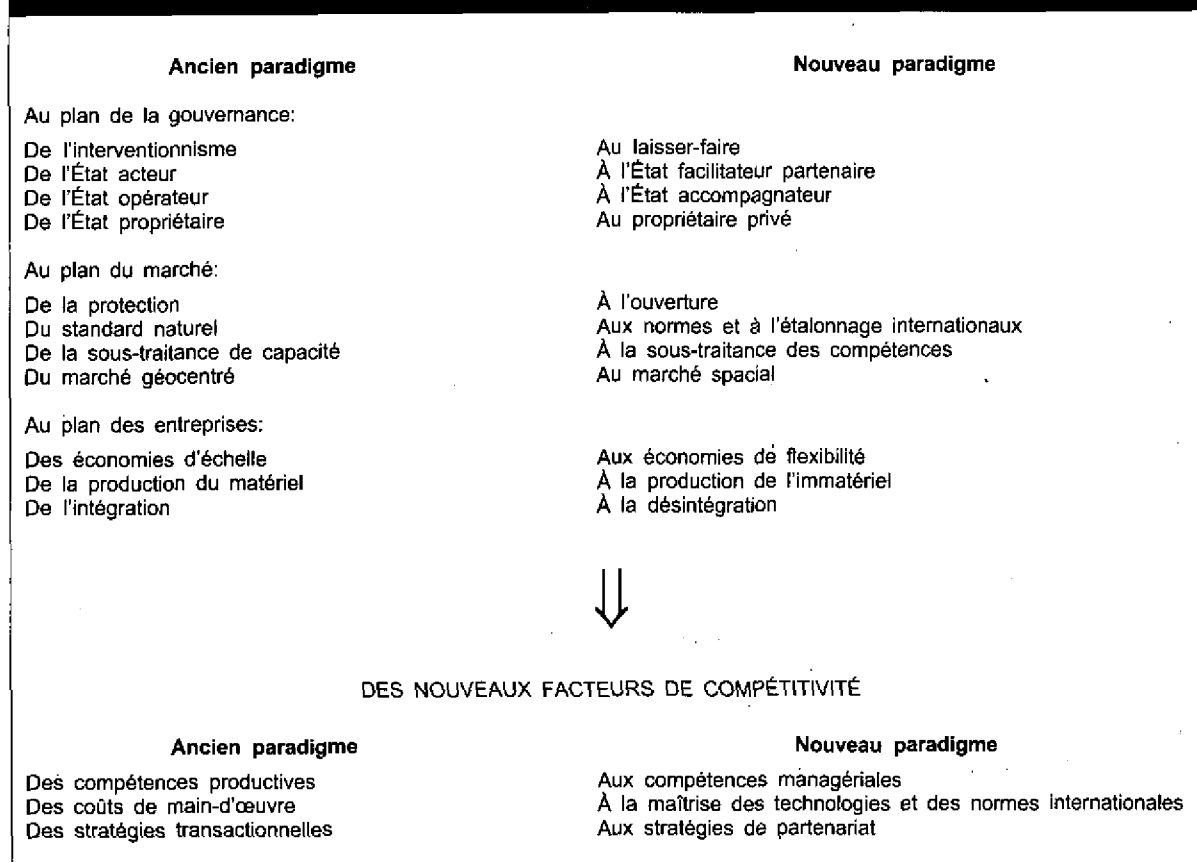 Ancien paradigme Nouveau paradigme
Au plan de la gouvernance:
De l'interventionnisme Au laisser-faire
De l'État acteur À l'État facilitateur partenaire
De l'État opérateur À l'État accompagnateur
De l'État propriétaire Au propriétaire privé
Au plan du marché:
De la protection À l'ouverture
Du standard naturel Aux normes et à l'étalonnage internationaux
De la sous-traitance de capacité À la sous-traitance des compétences
Du marché géocentré Au marché spacial
Au plan des entreprises:
Des économies d'échelle Aux économies de flexibilité
De la production du matériel À la production de l'immatériel
De l'intégration À la désintégration
DES NOUVEAUX FACTEURS DE COMPÉTITIVITÉ
Ancien paradigme Nouveau paradigme
Des compétences productives Aux compétences managériales
Des coûts de main-d'œuvre À la maîtrise des technologies et des normes internationales
Des stratégies transactionnelles Aux stratégies de partenariat